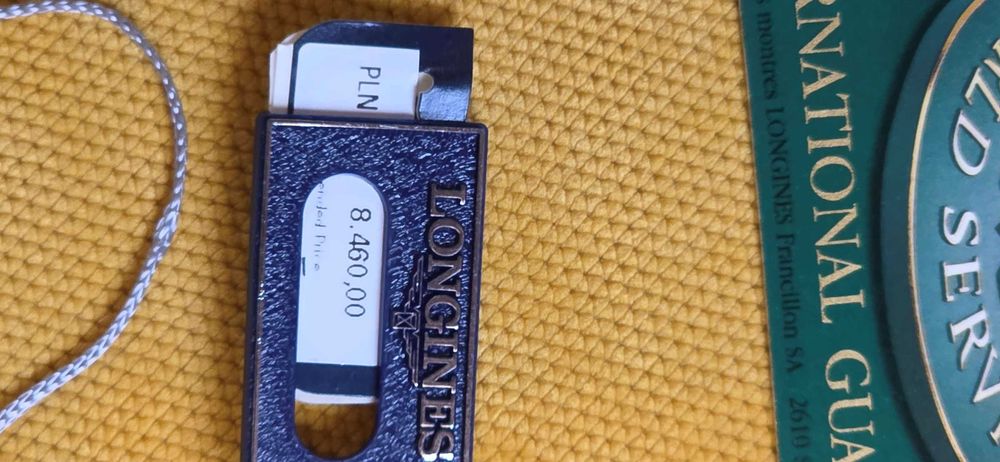 PLN
8.460,00
LONGINES
RNATIONAL GUA
montres LONGINES Francillon SA 2610
SERV